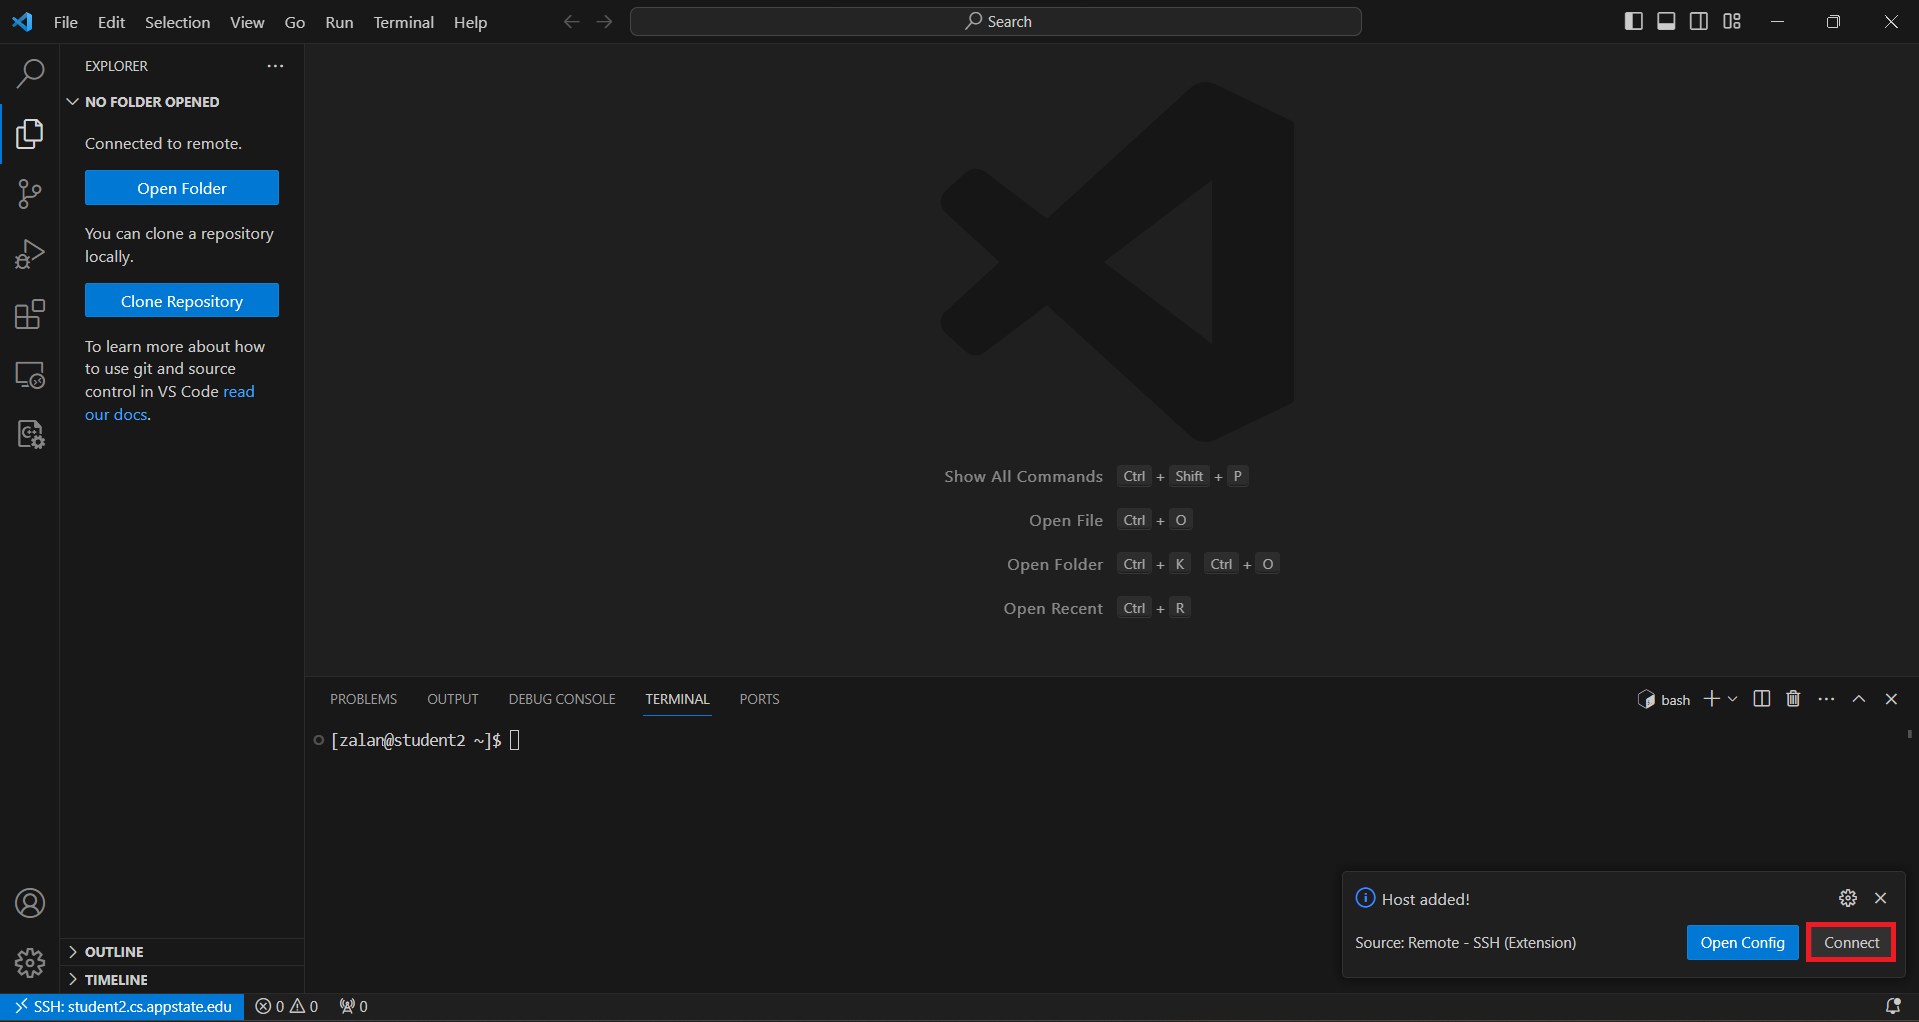 File Edit Selection View Go Run Terminal Help
Search
EXPLORER
NO FOLDER OPENED
Connected to remote.
Open Folder
You can clone a repository
locally.
Clone Repository
To learn more about how
to use git and source
control in VS Code read
our docs.
Show All Commands Ctrl + Shift + P
Open File Ctrl + O
Open Folder Ctrl + K Ctrl + O
Open Recent Ctrl + R
PROBLEMS OUTPUT DEBUG CONSOLE TERMINAL PORTS
bash
[zalan@student2 ~]$
Host added!
Source: Remote - SSH (Extension)
Open Config
Connect
OUTLINE
TIMELINE
SSH: student2.cs.appstate.edu 0 0 0